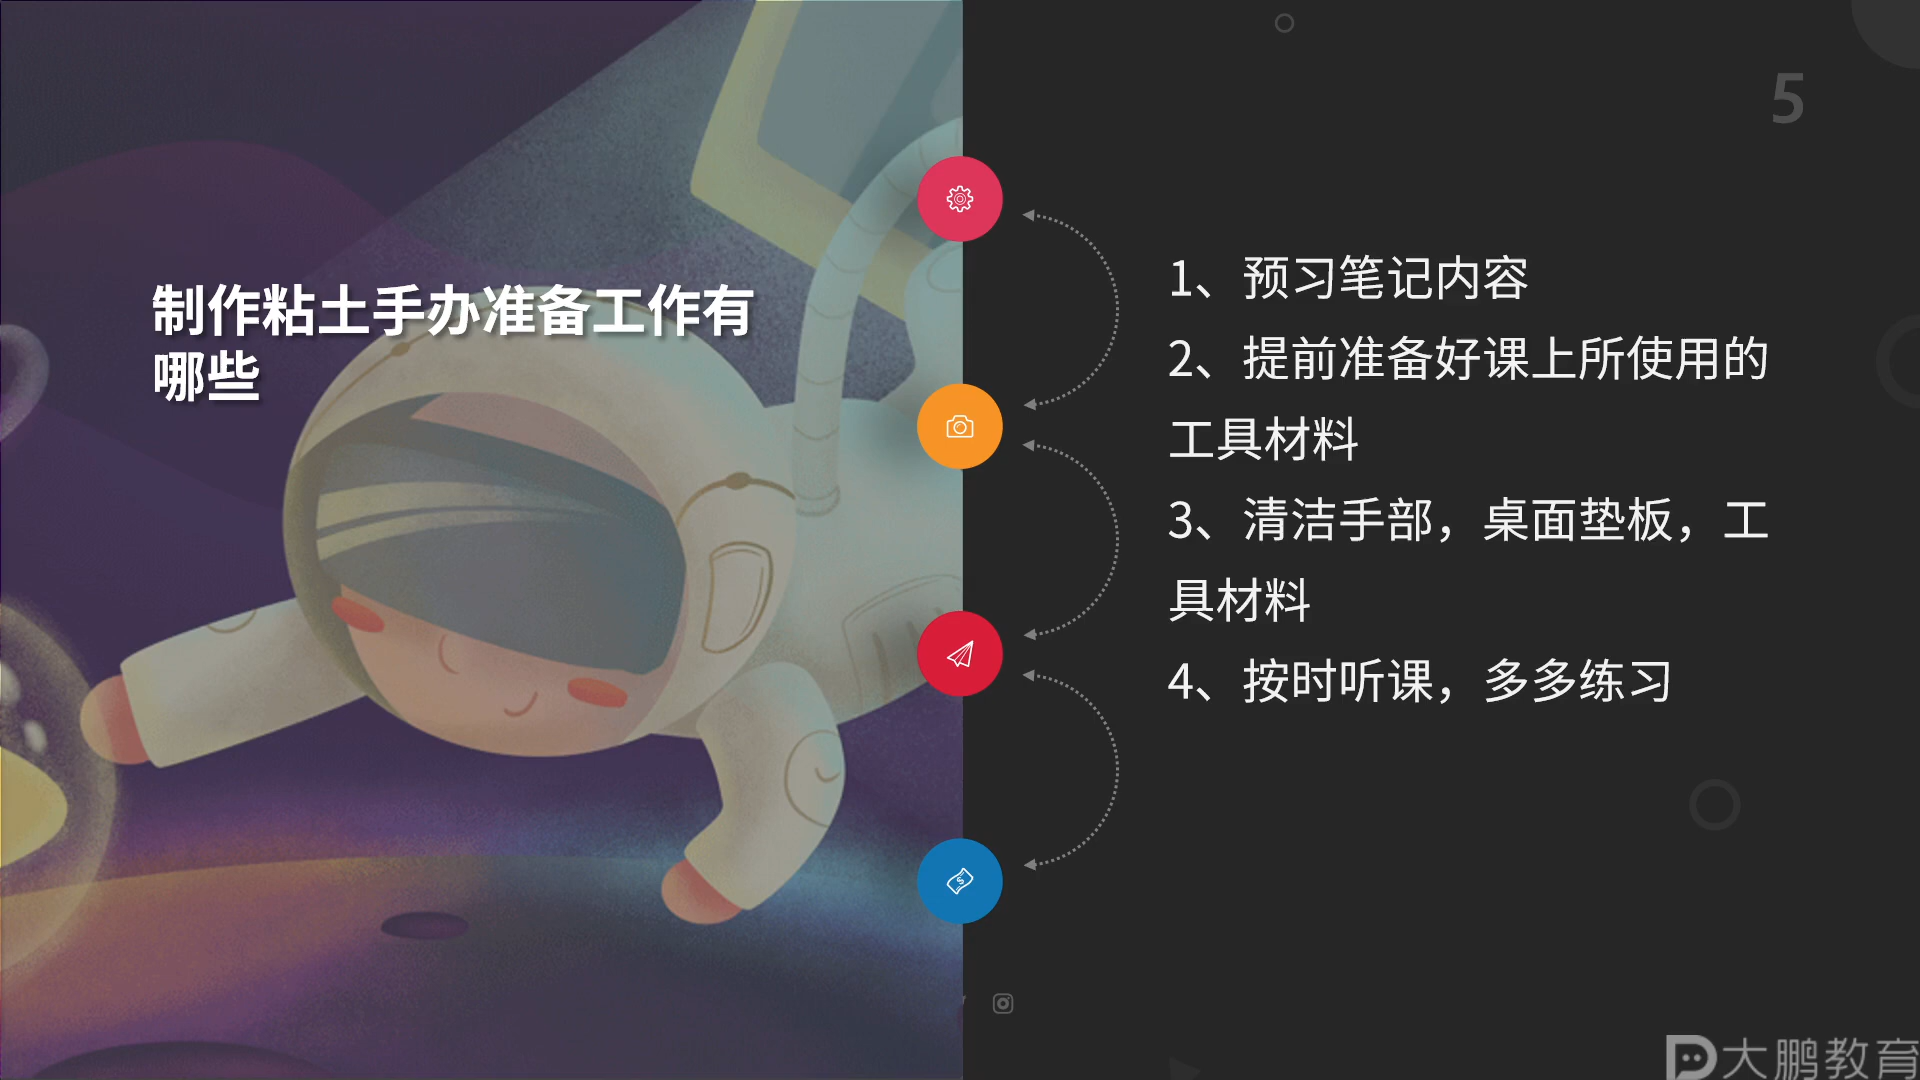 5
制作粘土手办准备工作有
哪些
1、预习笔记内容
2、提前准备好课上所使用的
工具材料
3、清洁手部，桌面垫板，工
具材料
4、按时听课，多多练习
大鹏教育